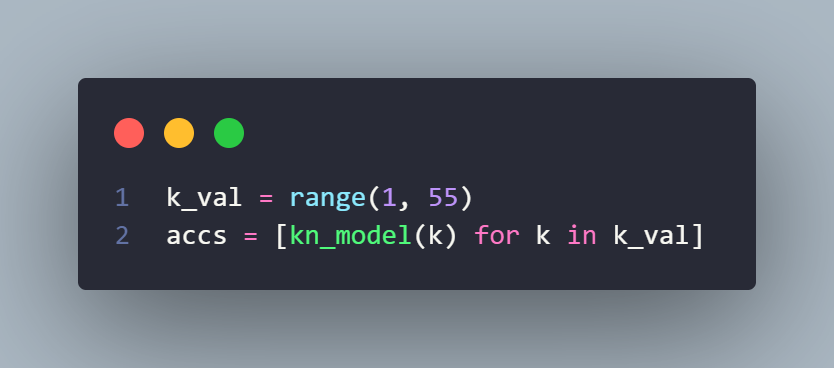 1 k_val = range(1, 55)
2 accs = [kn_model(k) for k in k_val]